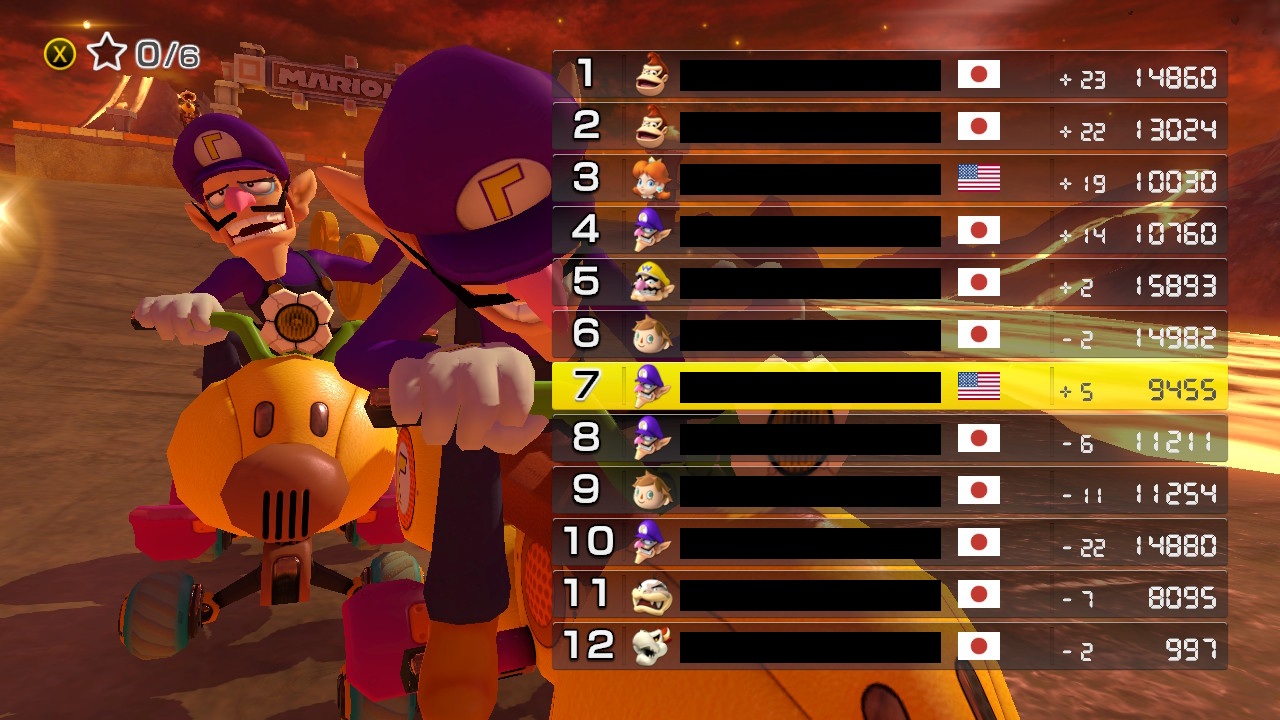 X 0/6
MARIO
1 + 23 14860
2 + 22 13024
3 + 19 10030
4 + 14 10760
5 + 2 15893
6 - 2 14982
7 + 5 9455
8 - 6 11211
9 - 11 11254
10 - 22 14880
11 - 7 8095
12 - 2 997